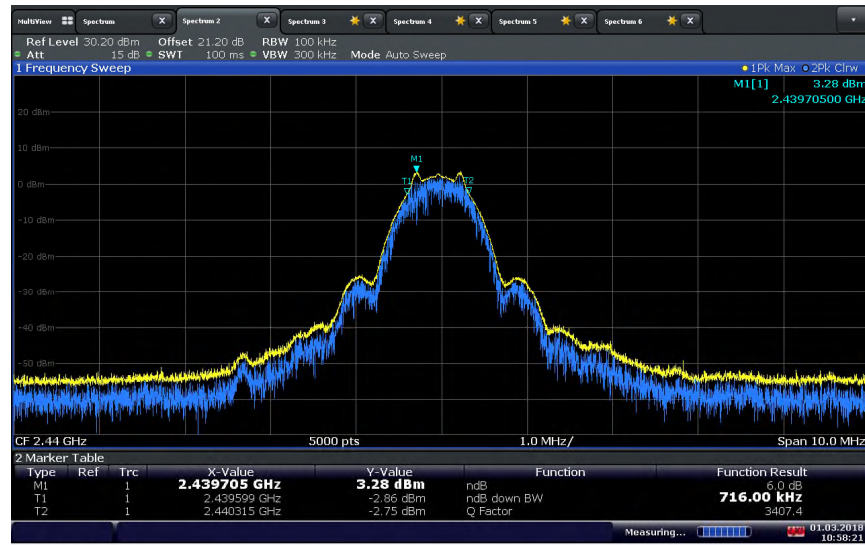 MultiView Spectrum X Spectrum 2 X Spectrum 3 X Spectrum 4 X Spectrum 5 X Spectrum 6 X
Ref Level 30.20 dBm Offset 21.20 dB RBW 100 kHz
Att 15 dB SWT 100 ms VBW 300 kHz Mode Auto Sweep
1 Frequency Sweep 1Pk Max 2Pk Clrw
M1[1] 3.28 dBm
2.43970500 GHz
20 dBm
10 dBm
M1
0 dBm
T1 T2
-10 dBm
-20 dBm
-30 dBm
-40 dBm
-50 dBm
CF 2.44 GHz 5000 pts 1.0 MHz/ Span 10.0 MHz
2 Marker Table
Type Ref Trc X-Value Y-Value Function Function Result
M1 1 2.439705 GHz 3.28 dBm ndB 6.0 dB
T1 1 2.439599 GHz -2.86 dBm ndB down BW 716.00 kHz
T2 1 2.440315 GHz -2.75 dBm Q Factor 3407.4
Measuring... 01.03.2018
10:58:21